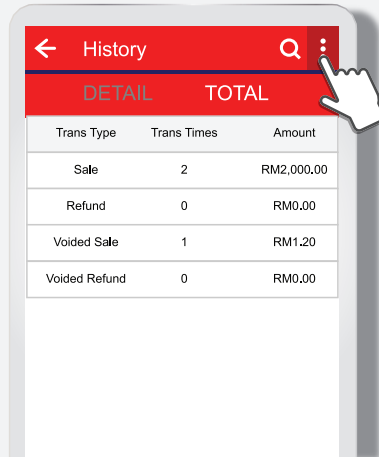 History
DETAIL TOTAL
Trans Type Trans Times Amount
Sale 2 RM2,000.00
Refund 0 RM0.00
Voided Sale 1 RM1.20
Voided Refund 0 RM0.00